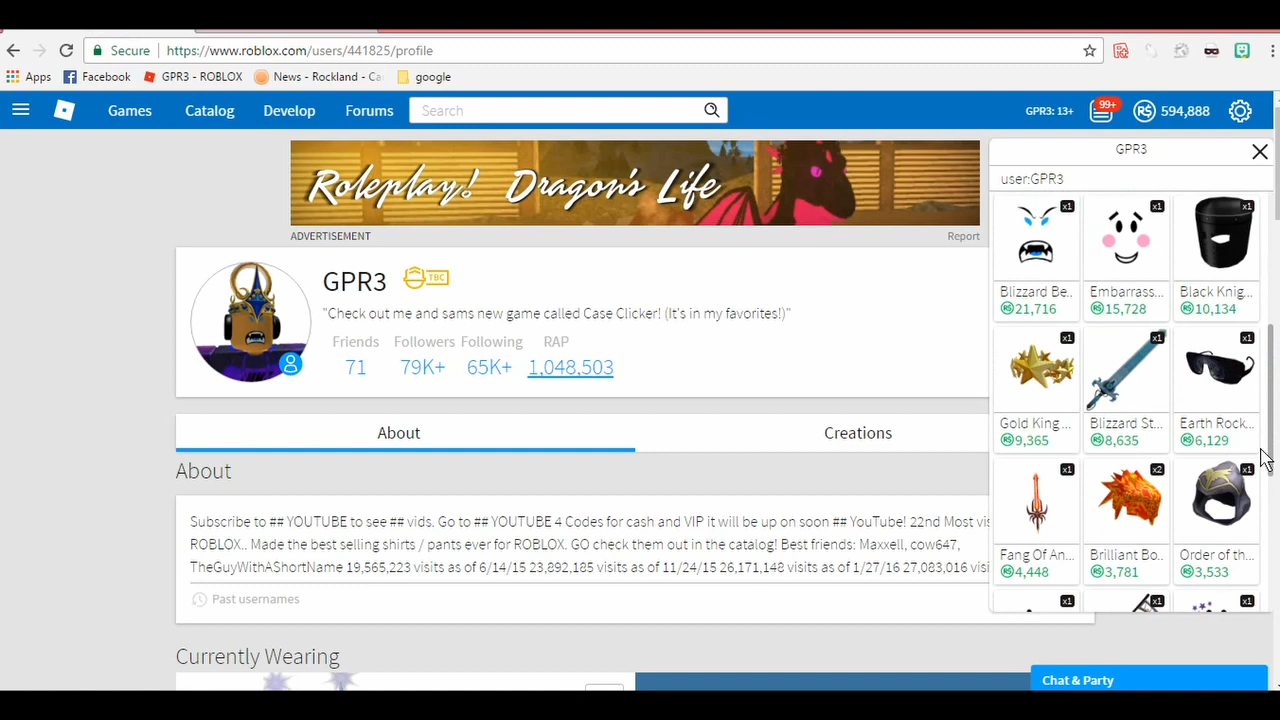 Secure https://www.roblox.com/users/441825/profile
Apps Facebook GPR3 - ROBLOX News - Rockland - Ca google
Games Catalog Develop Forums Search GPR3: 13+ 99+ R$ 594,888
Roleplay! Dragon's Life
ADVERTISEMENT Report
GPR3 TBC
"Check out me and sams new game called Case Clicker! (It's in my favorites!)"
Friends Followers Following RAP
71 79K+ 65K+ 1,048,503
About Creations
About
Subscribe to ## YOUTUBE to see ## vids. Go to ## YOUTUBE 4 Codes for cash and VIP it will be up on soon ## YouTube! 22nd Most vis
ROBLOX.. Made the best selling shirts / pants ever for ROBLOX. GO check them out in the catalog! Best friends: Maxxell, cow647,
TheGuyWithAShortName 19,565,223 visits as of 6/14/15 23,892,185 visits as of 11/24/15 26,171,148 visits as of 1/27/16 27,083,016 visi
Past usernames
Currently Wearing
GPR3
user:GPR3
x1 x1 x1
Blizzard Be.. Embarrass... Black Knig...
R$ 21,716 R$ 15,728 R$ 10,134
x1 x1 x1
Gold King... Blizzard St... Earth Rock...
R$ 9,365 R$ 8,635 R$ 6,129
x1 x2 x1
Fang Of An... Brilliant Bo... Order of th...
R$ 4,448 R$ 3,781 R$ 3,533
x1 x1 x1
Chat & Party